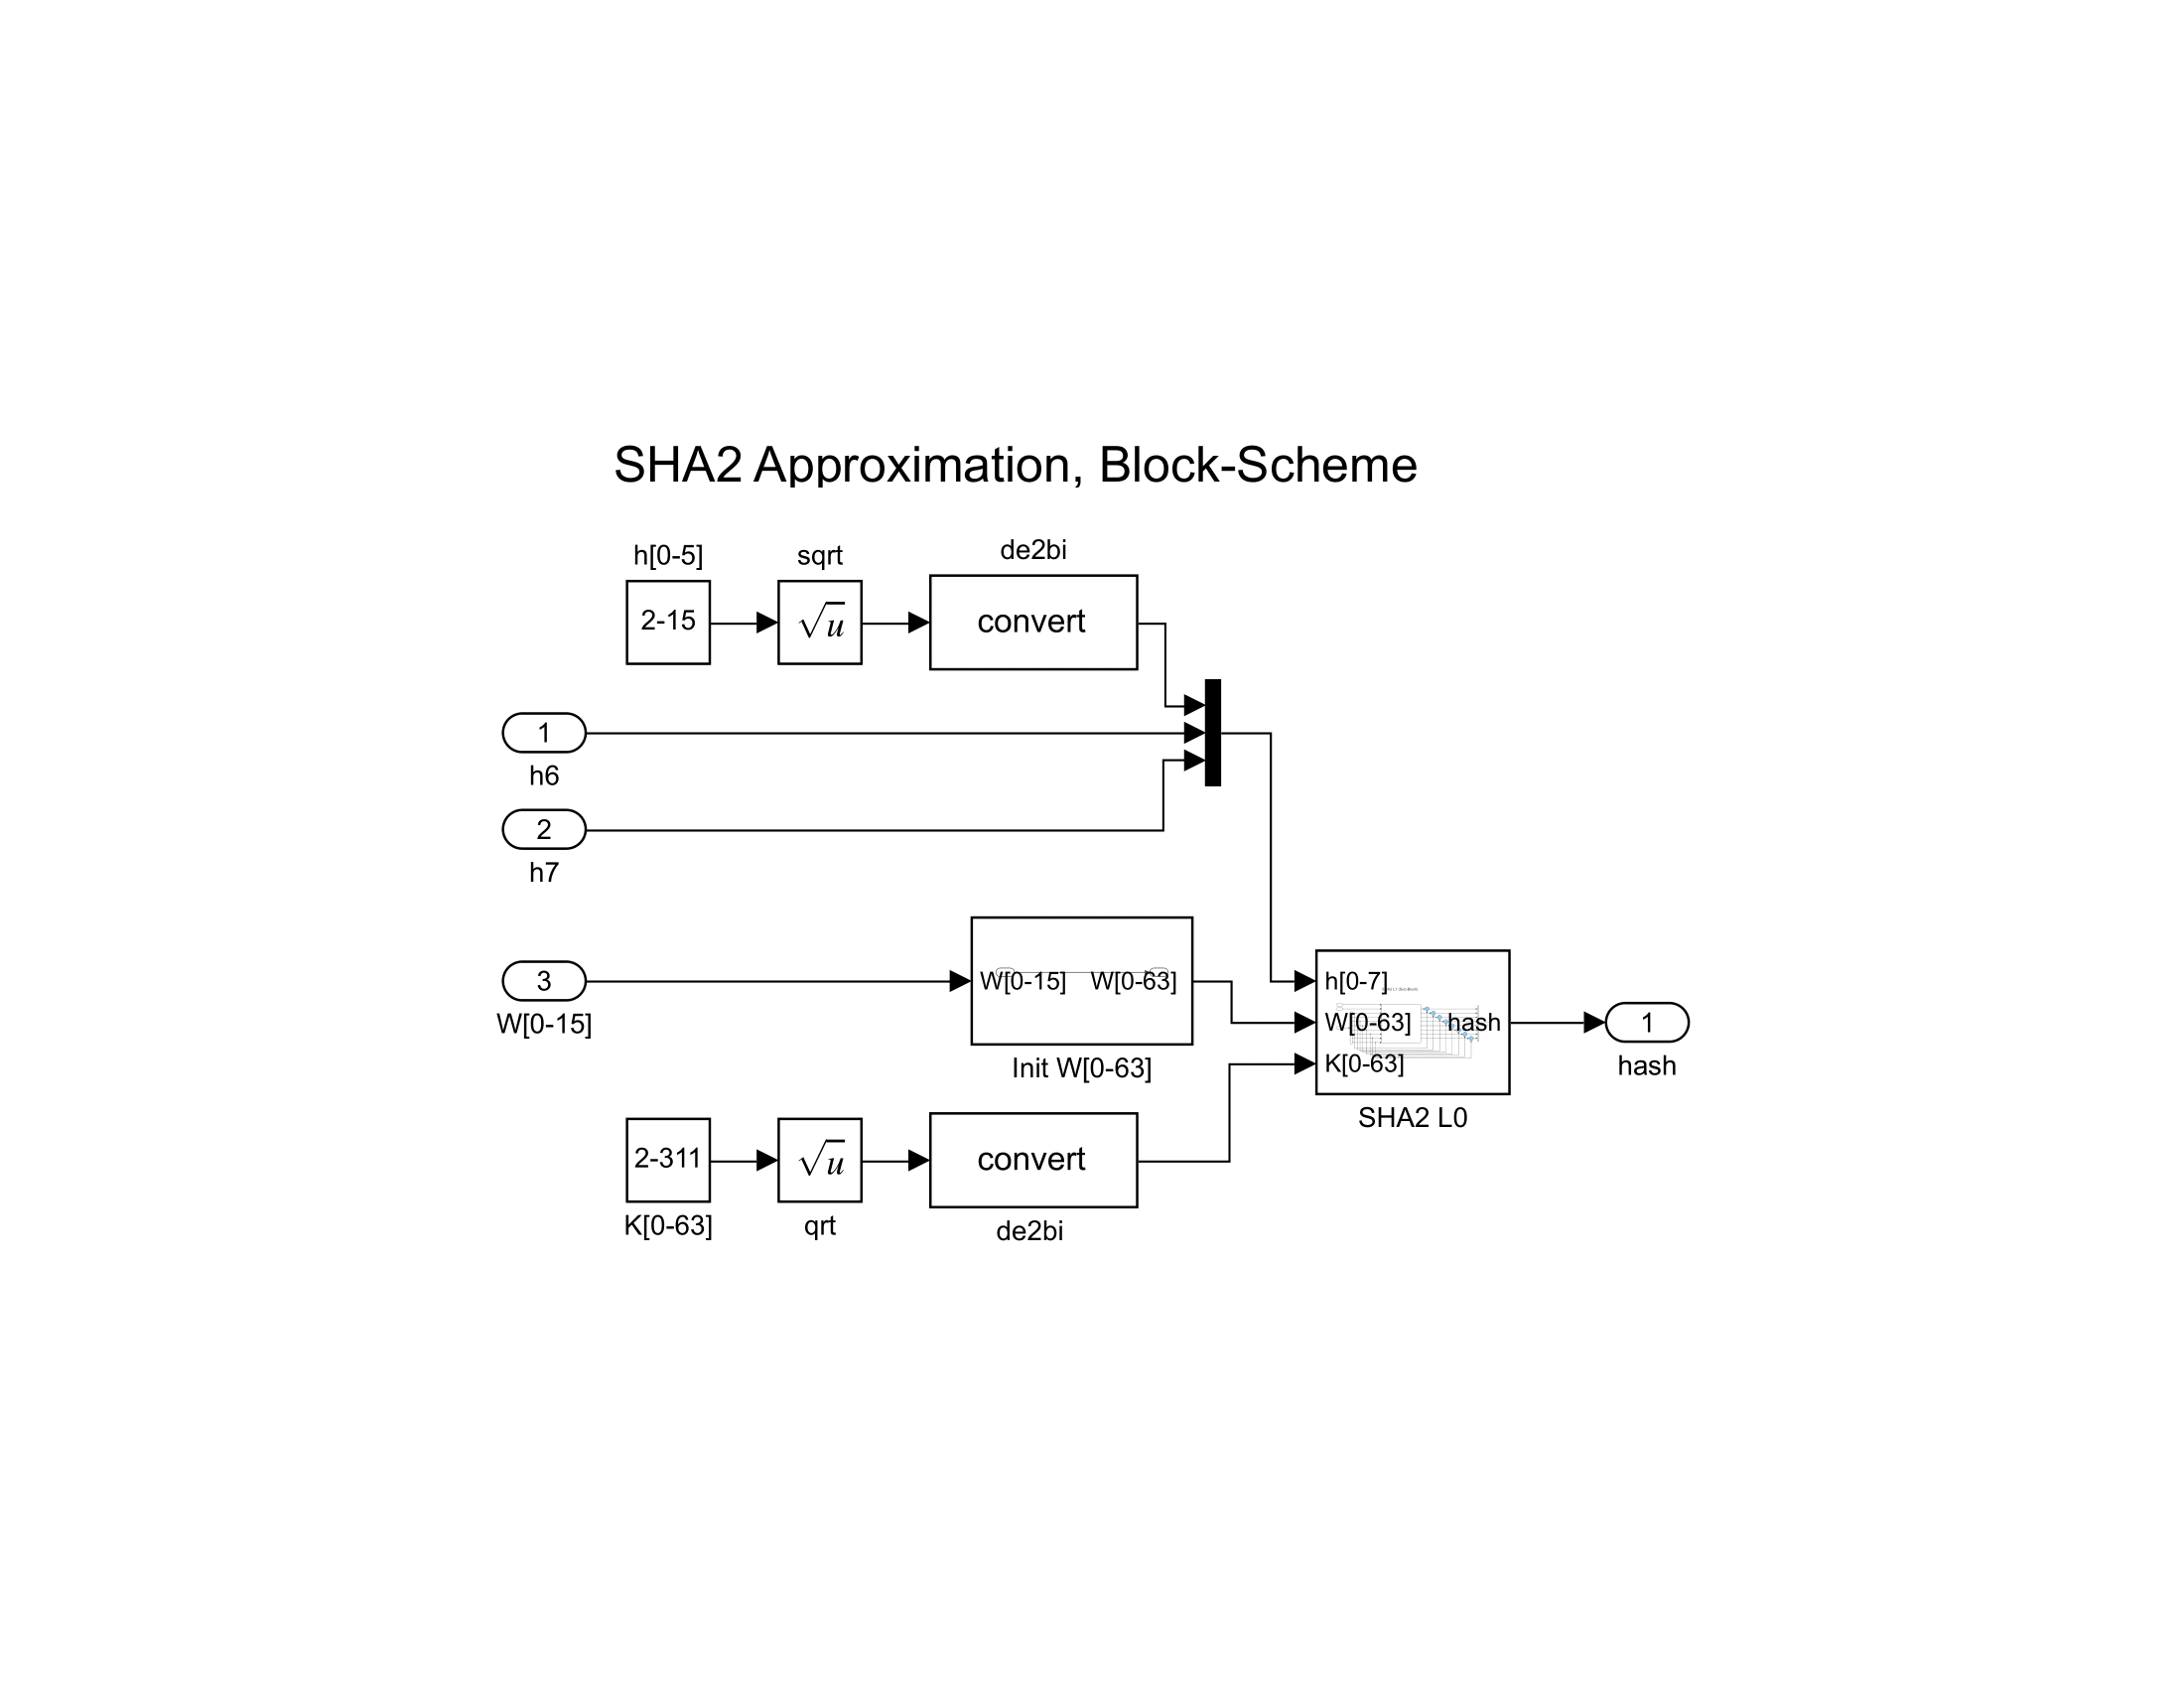 SHA2 Approximation, Block-Scheme
h[0-5]
sqrt
de2bi
2-15
√u
convert
1
h6
2
h7
3
W[0-15]
W[0-15]
W[0-63]
Init W[0-63]
h[0-7]
W[0-63]
K[0-63]
hash
SHA2 L0
1
hash
2-311
√u
convert
K[0-63]
qrt
de2bi